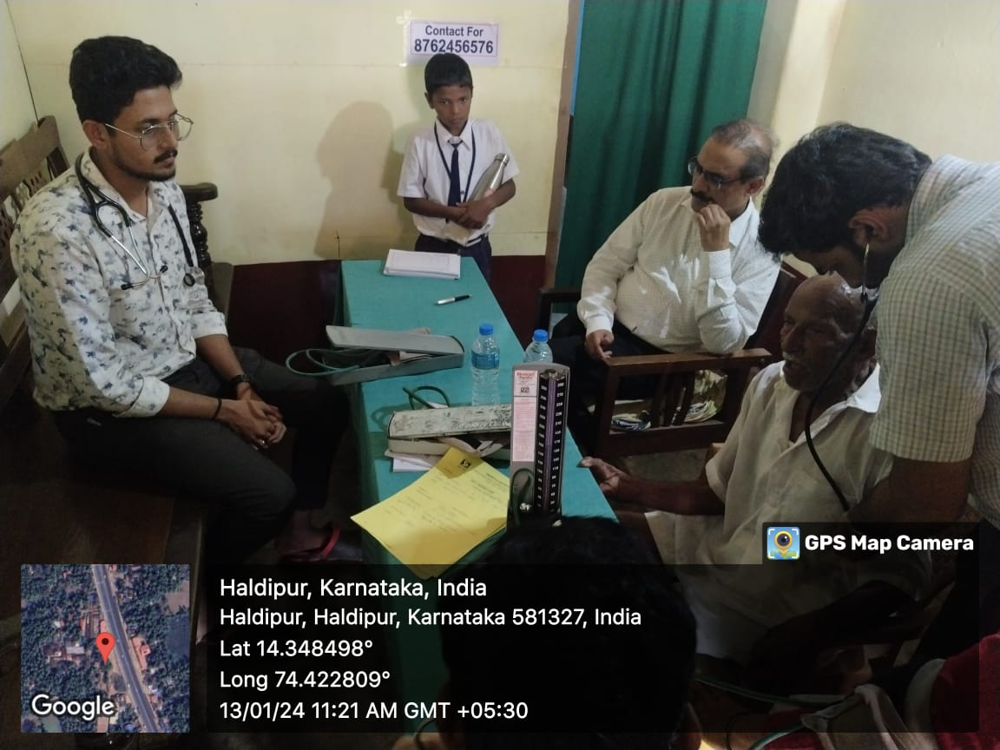 Contact For
8762456576
GPS Map Camera
Haldipur, Karnataka, India
Haldipur, Haldipur, Karnataka 581327, India
Lat 14.348498°
Long 74.422809°
13/01/24 11:21 AM GMT +05:30
Google